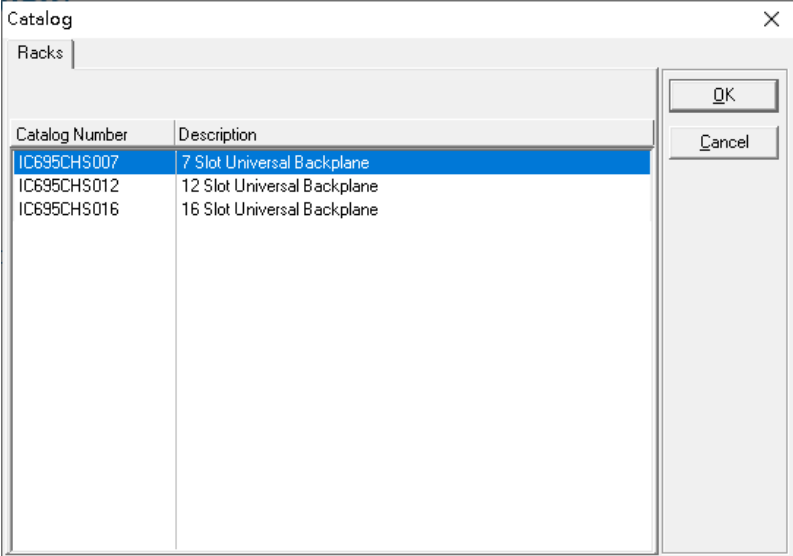 Catalog
Racks
OK
Cancel
Catalog Number Description
IC695CHS007 7 Slot Universal Backplane
IC695CHS012 12 Slot Universal Backplane
IC695CHS016 16 Slot Universal Backplane